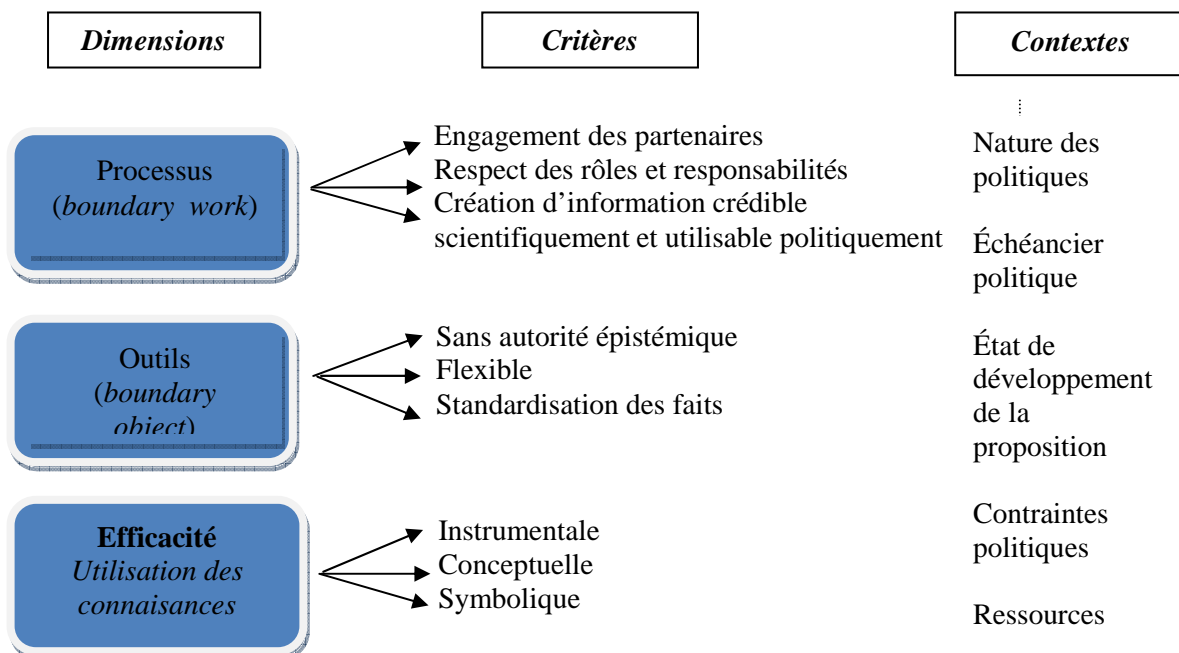 Dimensions
Critères
Contextes
Processus
(boundary work)
Engagement des partenaires
Respect des rôles et responsabilités
Création d’information crédible
scientifiquement et utilisable politiquement
Outils
(boundary
object)
Sans autorité épistémique
Flexible
Standardisation des faits
Efficacité
Utilisation des
connaisances
Instrumentale
Conceptuelle
Symbolique
Nature des
politiques
Échéancier
politique
État de
développement
de la
proposition
Contraintes
politiques
Ressources